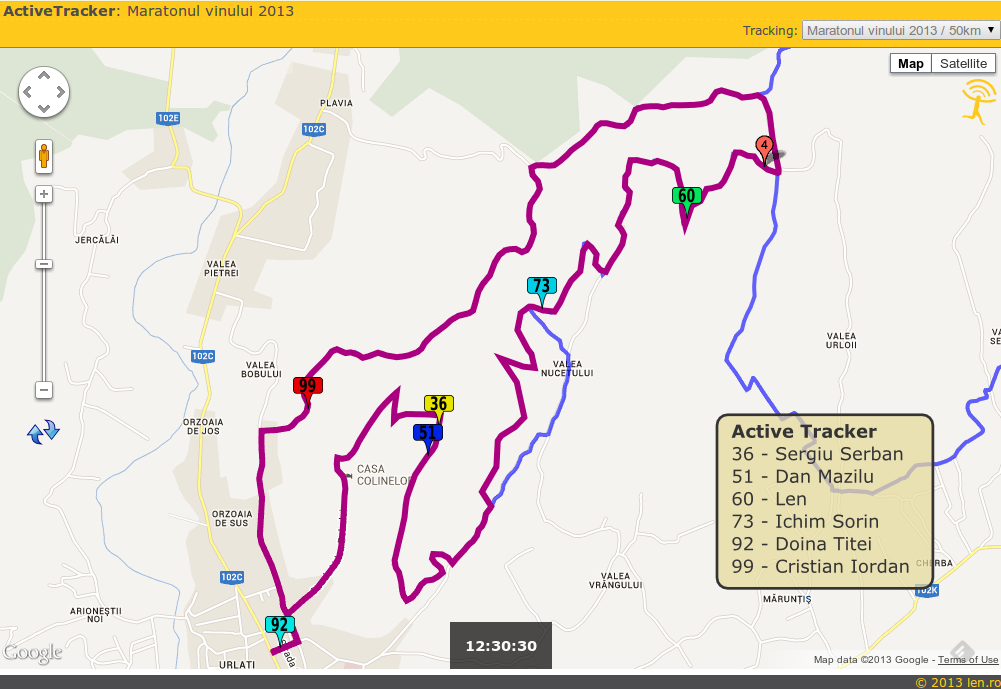 ActiveTracker: Maratonul vinului 2013
Tracking: Maratonul vinului 2013 / 50km
Map Satellite
PLAVIA
102E
102C
4
60
JERCĂLĂI
VALEA
PIETREI
73
VALEA
URLOII
102C
VALEA
BOBULUI
VALEA
NUCETULUI
99
36
ORZOAIA
DE JOS
51
CASA
COLINELOR
ORZOAIA
DE SUS
Active Tracker
36 - Sergiu Serban
51 - Dan Mazilu
60 - Len
73 - Ichim Sorin
92 - Doina Titei
99 - Cristian Iordan
CHERBA
102C
VALEA
VRÂNGULUI
102K
MĂRUNȚIȘ
ARIONEȘTII
NOI
92
12:30:30
Google
URLATI
Map data ©2013 Google - Terms of Use
© 2013 len.ro